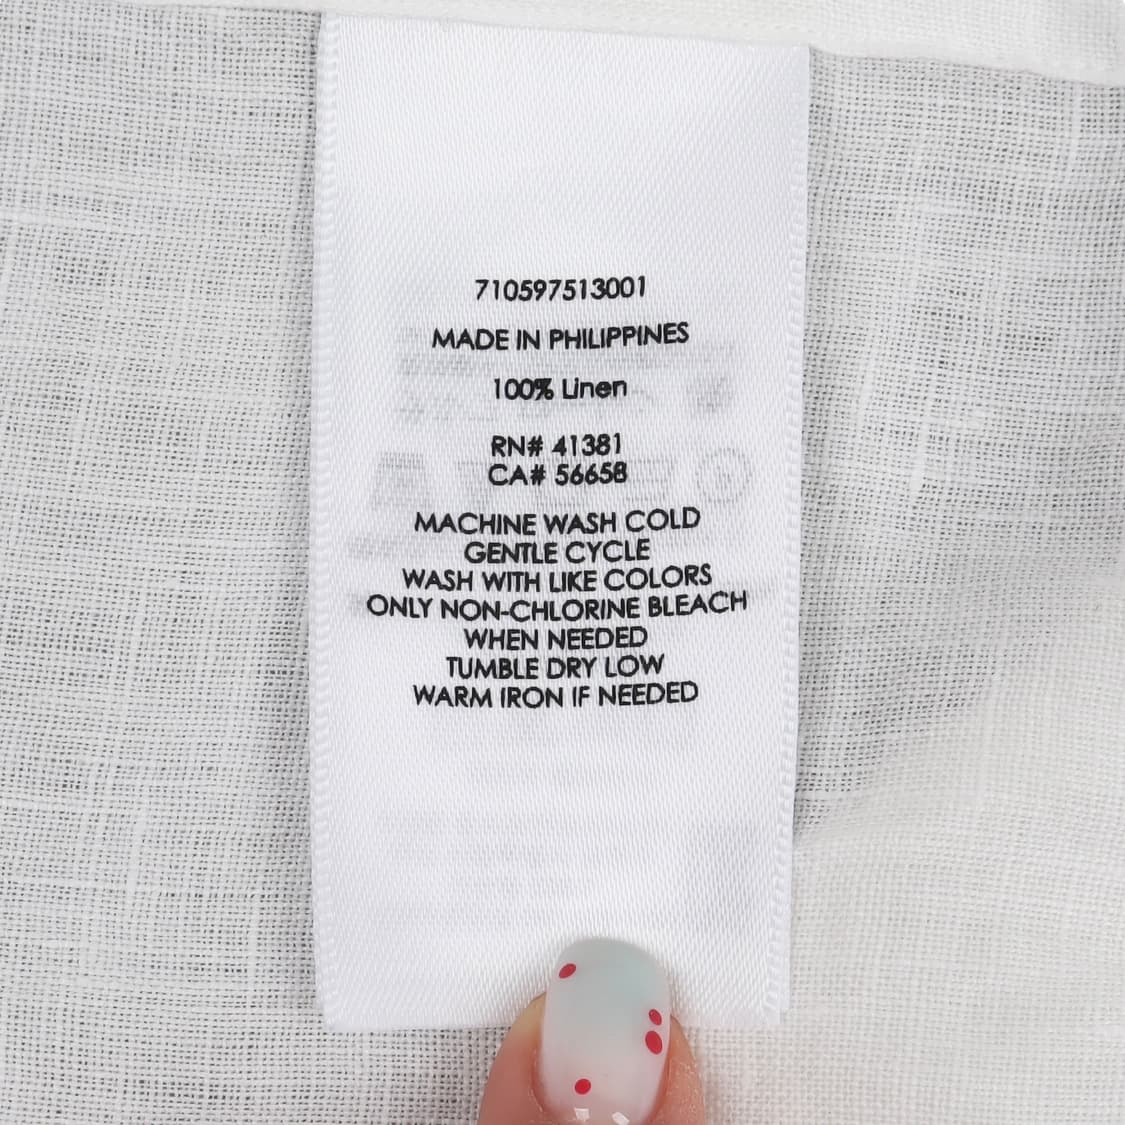 710597513001
MADE IN PHILIPPINES
100% Linen
RN# 41381
CA# 56658
MACHINE WASH COLD
GENTLE CYCLE
WASH WITH LIKE COLORS
ONLY NON-CHLORINE BLEACH
WHEN NEEDED
TUMBLE DRY LOW
WARM IRON IF NEEDED